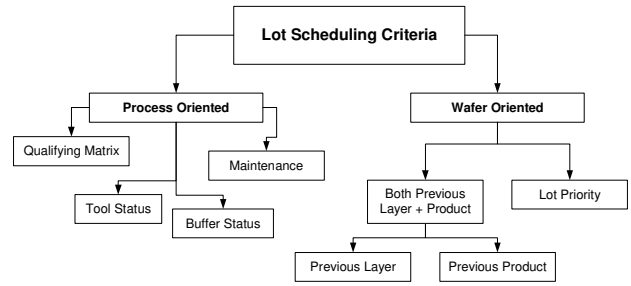 Lot Scheduling Criteria
Process Oriented
Wafer Oriented
Qualifying Matrix
Maintenance
Tool Status
Buffer Status
Both Previous
Layer + Product
Lot Priority
Previous Layer
Previous Product